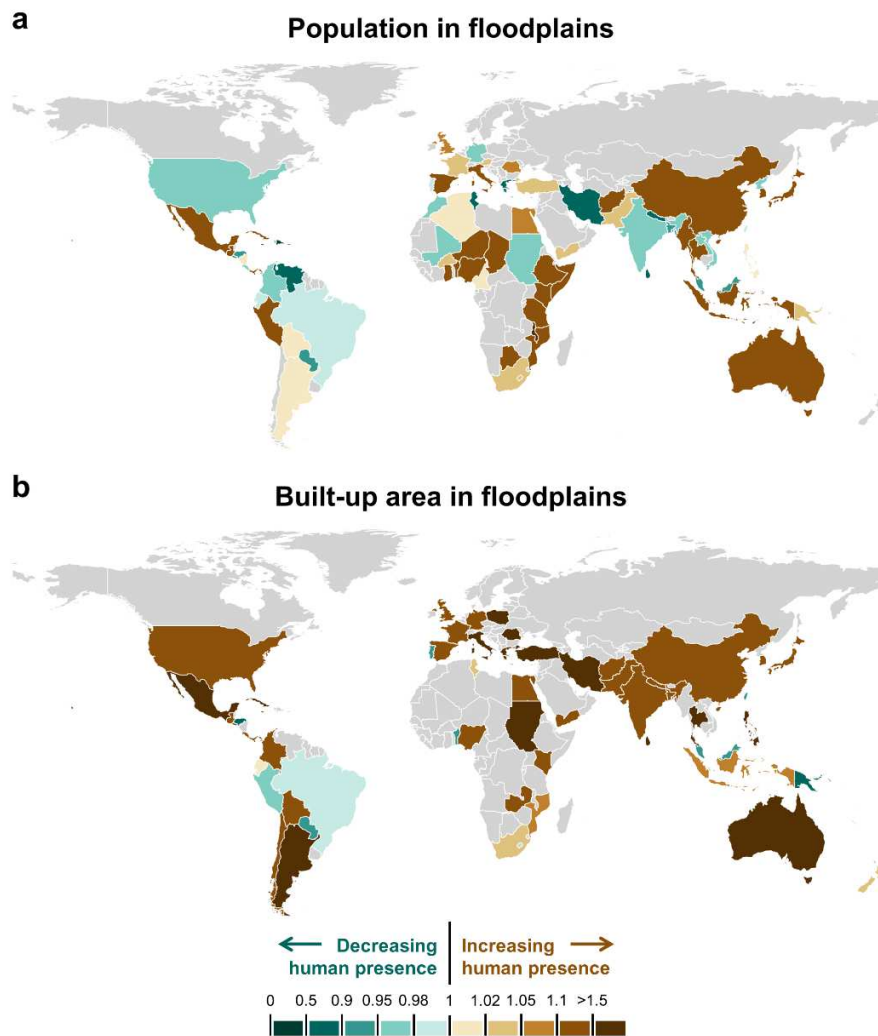 a
Population in floodplains
b
Built-up area in floodplains
Decreasing
human presence
Increasing
human presence
0 0.5 0.9 0.95 0.98 1 1.02 1.05 1.1 >1.5